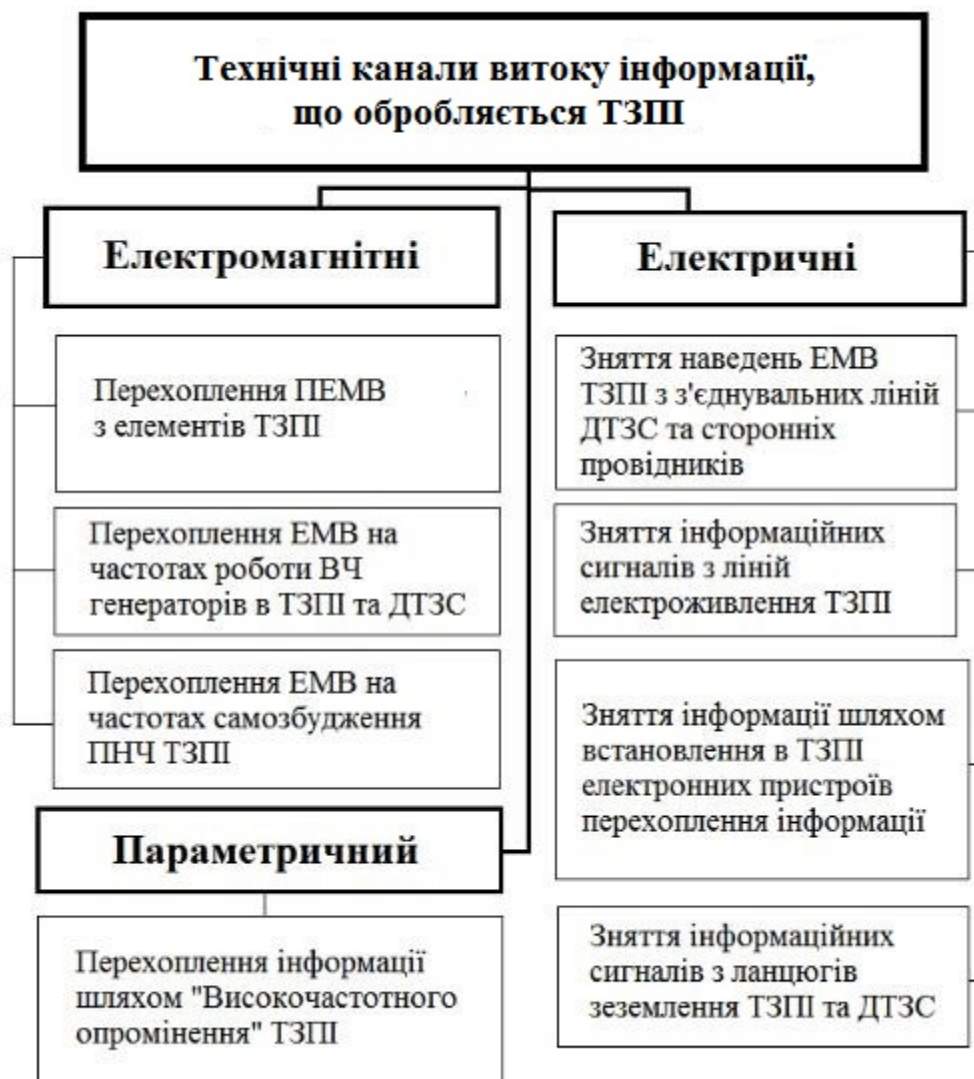 Технічні канали витоку інформації,
що обробляється ТЗПІ
Електромагнітні
Перехоплення ПЕМВ
з елементів ТЗПІ
Перехоплення ЕМВ на
частотах роботи ВЧ
генераторів в ТЗПІ та ДТЗС
Перехоплення ЕМВ на
частотах самозбудження
ПНЧ ТЗПІ
Параметричний
Перехоплення інформації
шляхом "Високочастотного
опромінення" ТЗПІ
Електричні
Зняття наведень ЕМВ
ТЗПІ з з'єднувальних ліній
ДТЗС та сторонніх
провідників
Зняття інформаційних
сигналів з ліній
електроживлення ТЗПІ
Зняття інформації шляхом
встановлення в ТЗПІ
електронних пристроїв
перехоплення інформації
Зняття інформаційних
сигналів з ланцюгів
зеземлення ТЗПІ та ДТЗС